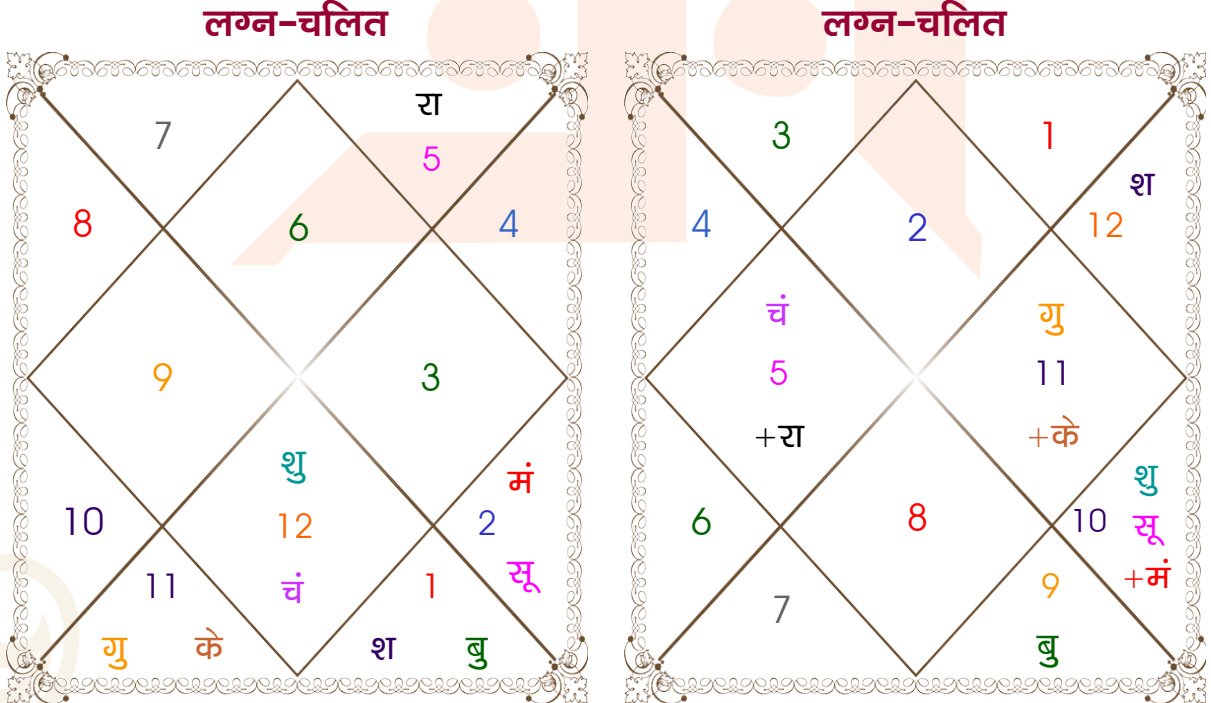 लग्न-चलित
रा
7
5
8
6
4
9
3
शु
मं
10
12
2
11
चं
1
सू
गु
के
श
बु
लग्न-चलित
3
1
श
4
2
12
चं
गु
5
11
+रा
+के
शु
6
8
10
सू
9
+मं
7
बु